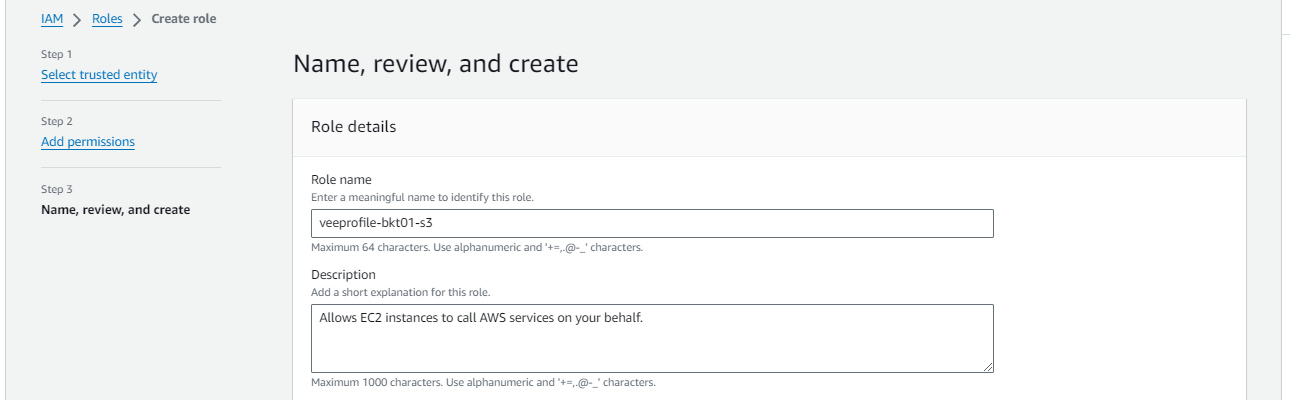 IAM > Roles > Create role
Step 1
Select trusted entity
Step 2
Add permissions
Step 3
Name, review, and create
Name, review, and create
Role details
Role name
Enter a meaningful name to identify this role.
veeprofile-bkt01-s3
Maximum 64 characters. Use alphanumeric and '+=,.@-_' characters.
Description
Add a short explanation for this role.
Allows EC2 instances to call AWS services on your behalf.
Maximum 1000 characters. Use alphanumeric and '+=,.@-_' characters.